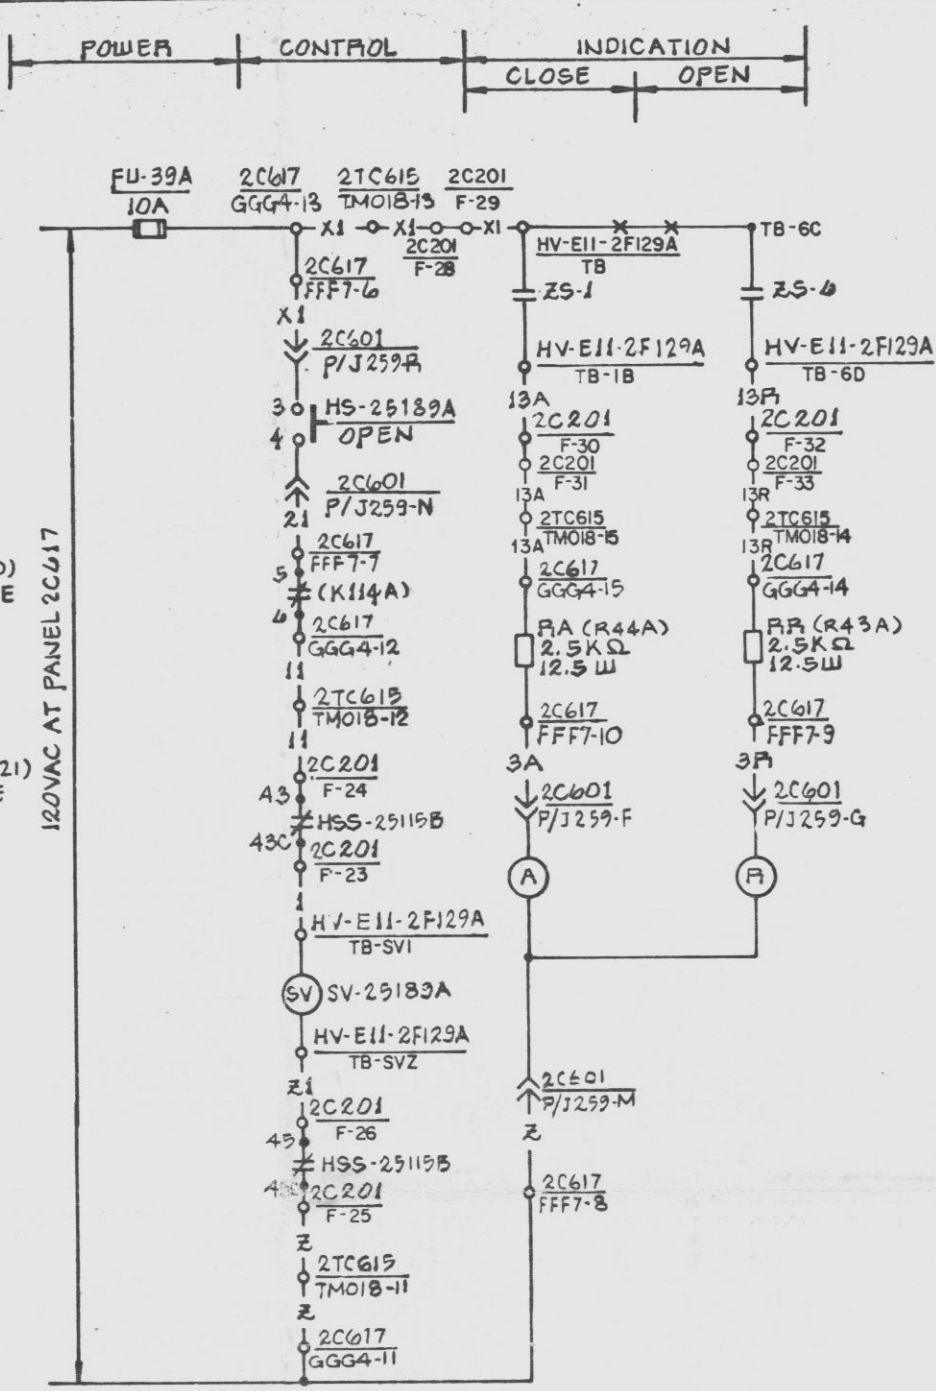 POWER
CONTROL
INDICATION
CLOSE
OPEN
FU-39A
10A
2C617
GGG4-13
X1
2TC615
TM018-13
X1
2C201
F-28
2C201
F-29
X1
HV-E11-2F129A
TB
TB-6C
120VAC AT PANEL 2C617
21)
E
2C617
FFF7-6
X1
2C601
P/J259-R
3
HS-25189A
4
OPEN
2C601
P/J259-N
21
2C617
FFF7-7
5
(K114A)
6
2C617
GGG4-12
11
2TC615
TM018-12
11
2C201
F-24
43
HSS-25115B
43C
2C201
F-23
1
HV-E11-2F129A
TB-SV1
SV
SV-25189A
HV-E11-2F129A
TB-SV2
Z1
2C201
F-26
45
HSS-25115B
2C201
F-25
Z
2TC615
TM018-11
Z
2C617
GGG4-11
ZS-1
HV-E11-2F129A
TB-1B
13A
2C201
F-30
2C201
F-31
13A
2TC615
TM018-15
13A
2C617
GGG4-15
RA (R44A)
2.5KΩ
12.5W
2C617
FFF7-10
3A
2C601
P/J259-F
A
2C601
P/J259-M
Z
2C617
FFF7-8
ZS-6
HV-E11-2F129A
TB-6D
13R
2C201
F-32
2C201
F-33
13R
2TC615
TM018-14
13R
2C617
GGG4-14
RR (R43A)
2.5KΩ
12.5W
2C617
FFF7-9
3R
2C601
P/J259-G
R